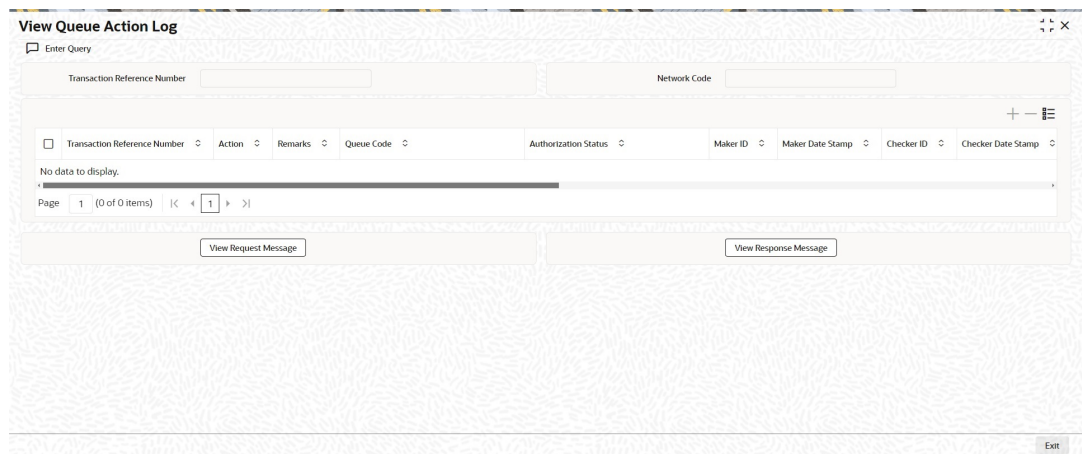 View Queue Action Log
Enter Query
Transaction Reference Number
Network Code
Transaction Reference Number Action Remarks Queue Code Authorization Status Maker ID Maker Date Stamp Checker ID Checker Date Stamp
No data to display.
Page 1 (0 of 0 items) 1
View Request Message View Response Message
Exit